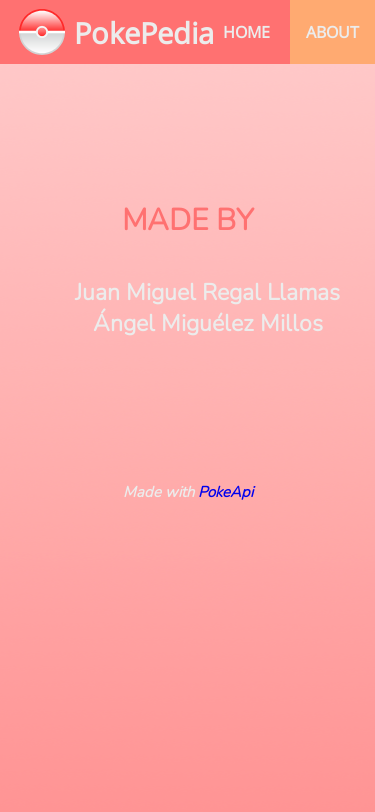 PokePedia
HOME
ABOUT
MADE BY
Juan Miguel Regal Llamas
Ángel Miguélez Millos
Made with PokeApi